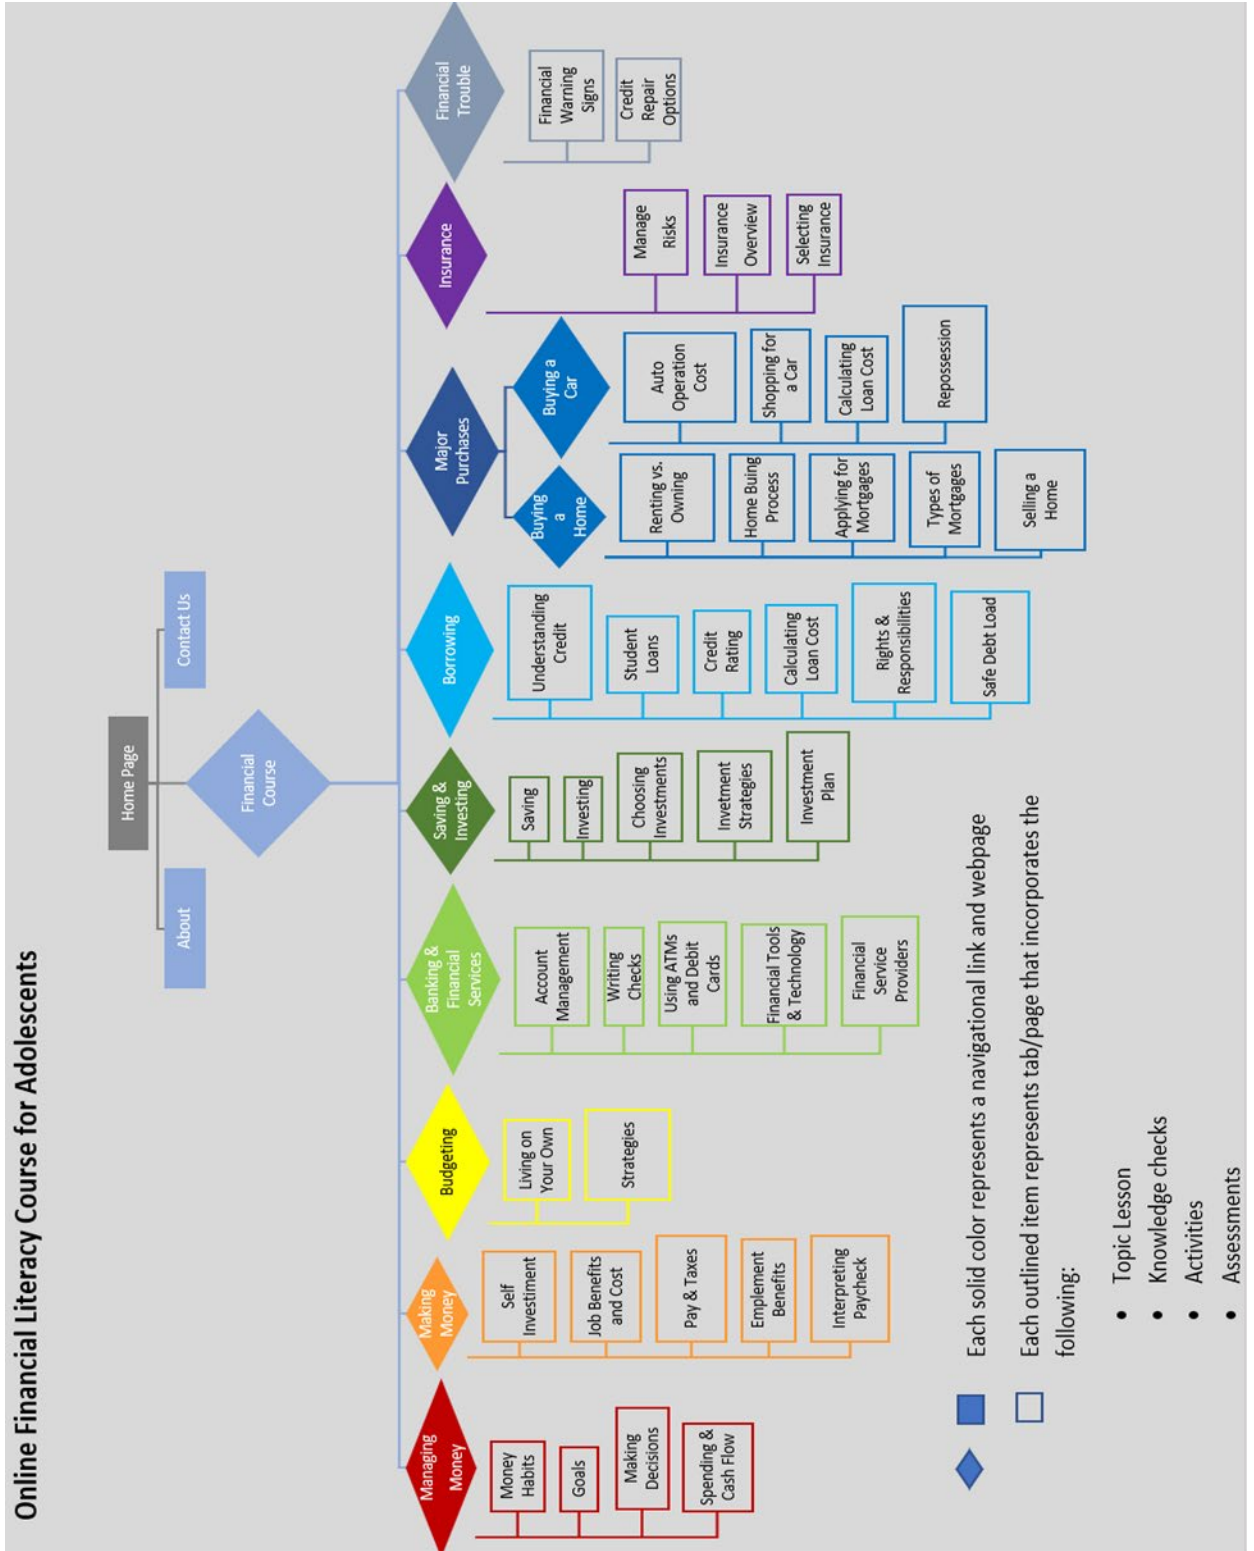 Online Financial Literacy Course for Adolescents
Home Page
About
Contact Us
Financial
Course
Managing
Money
Money
Habits
Goals
Making
Decisions
Spending &
Cash Flow
Making
Money
Self
Investiment
Job Benefits
and Cost
Pay & Taxes
Emplement
Benefits
Interpreting
Paycheck
Budgeting
Living on
Your Own
Strategies
Banking &
Financial
Services
Account
Management
Writing
Checks
Using ATMs
and Debit
Cards
Financial Tools
& Technology
Financial
Service
Providers
Saving &
Investing
Saving
Investing
Choosing
Investments
Invetment
Strategies
Investment
Plan
Borrowing
Understanding
Credit
Student
Loans
Credit
Rating
Calculating
Loan Cost
Rights &
Responsibilities
Safe Debt Load
Major
Purchases
Buying
a
Home
Renting vs.
Owning
Home Buing
Process
Applying for
Mortgages
Types of
Mortgages
Selling a
Home
Buying a
Car
Auto
Operation
Cost
Shopping for
a Car
Calculating
Loan Cost
Repossession
Insurance
Manage
Risks
Insurance
Overview
Selecting
Insurance
Financial
Trouble
Financial
Warning
Signs
Credit
Repair
Options
Each solid color represents a navigational link and webpage
Each outlined item represents tab/page that incorporates the
following:
• Topic Lesson
• Knowledge checks
• Activities
• Assessments